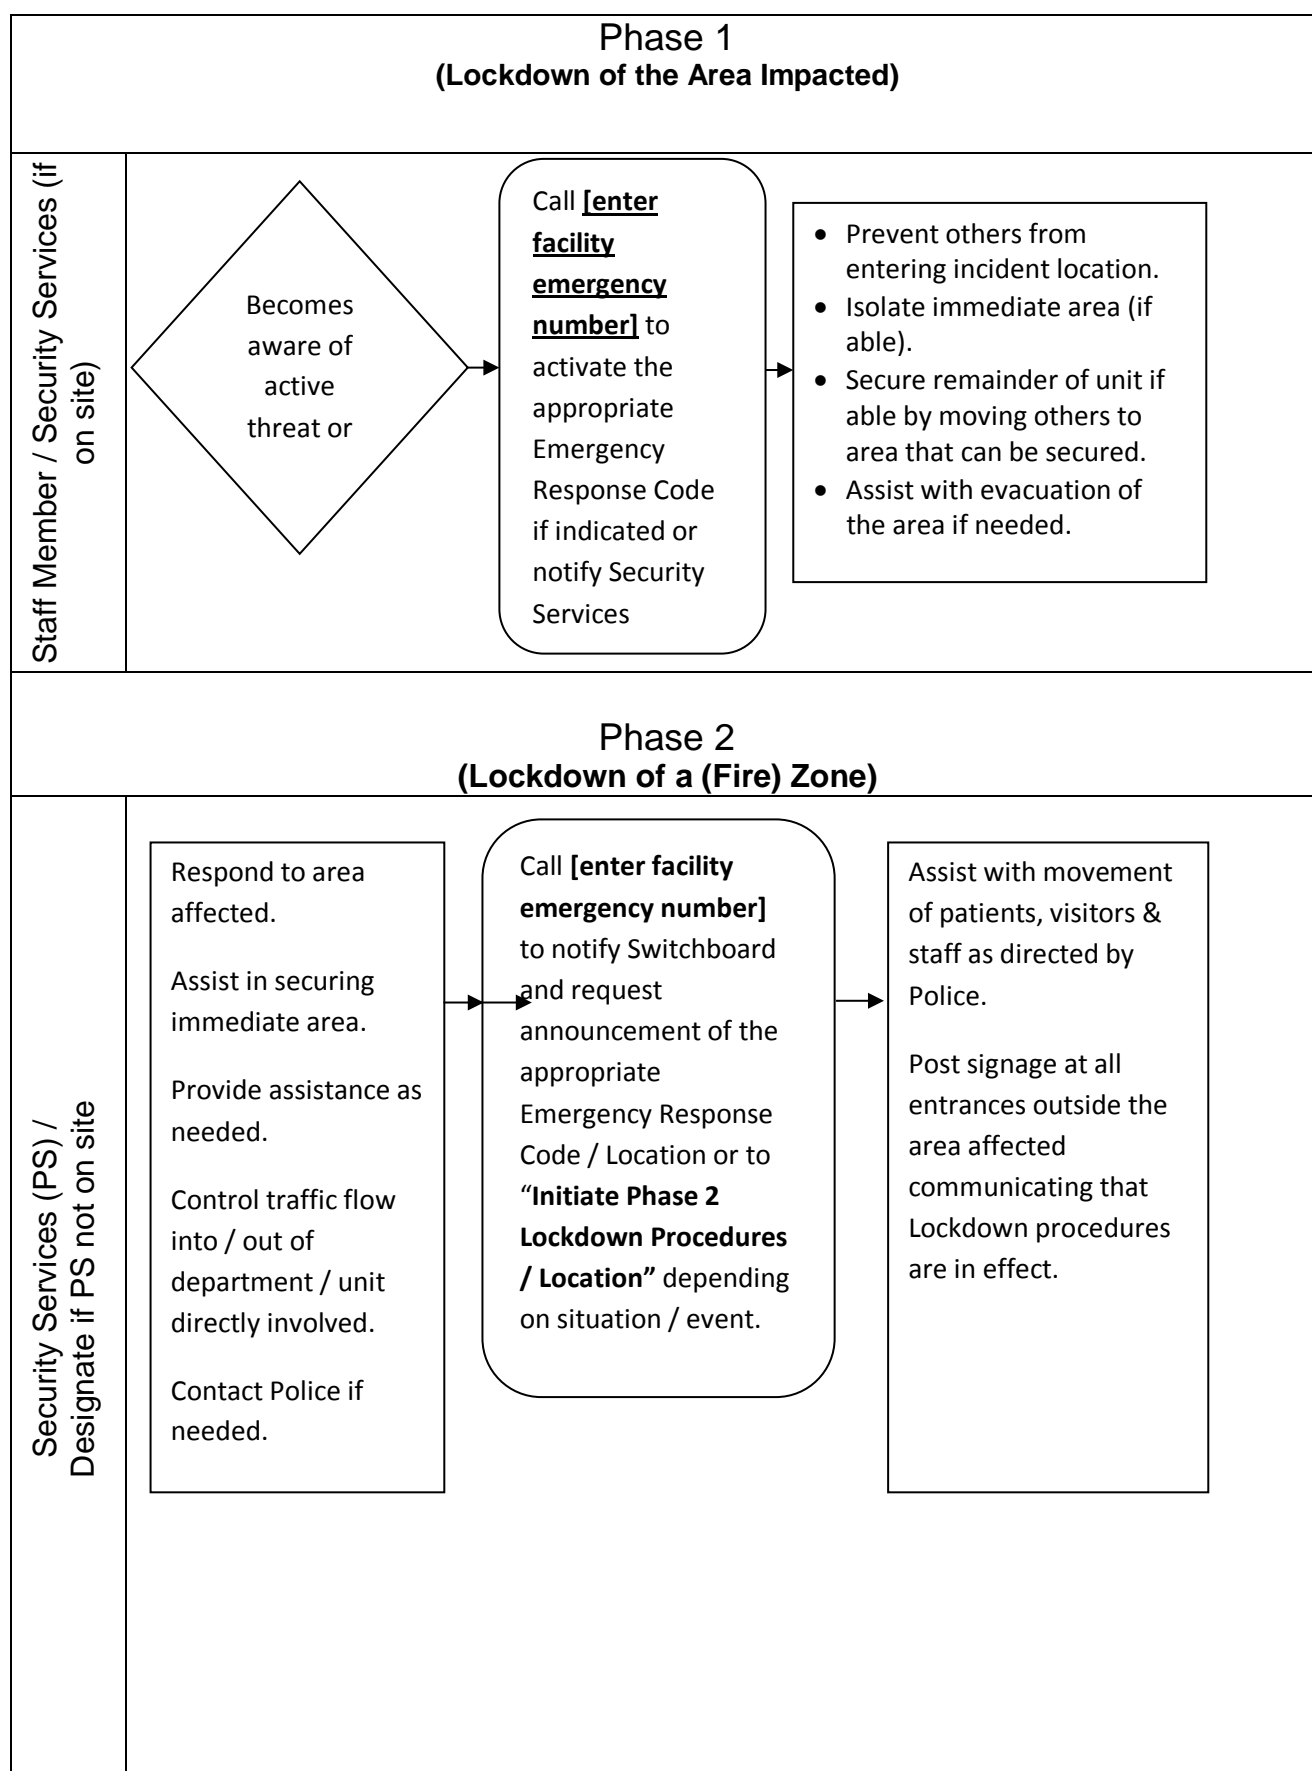 Phase 1
(Lockdown of the Area Impacted)
Staff Member / Security Services (if
on site)
Becomes
aware of
active
threat or
Call [enter
facility
emergency
number] to
activate the
appropriate
Emergency
Response Code
if indicated or
notify Security
Services
• Prevent others from
entering incident location.
• Isolate immediate area (if
able).
• Secure remainder of unit if
able by moving others to
area that can be secured.
• Assist with evacuation of
the area if needed.
Phase 2
(Lockdown of a (Fire) Zone)
Security Services (PS) /
Designate if PS not on site
Respond to area
affected.
Assist in securing
immediate area.
Provide assistance as
needed.
Control traffic flow
into / out of
department / unit
directly involved.
Contact Police if
needed.
Call [enter facility
emergency number]
to notify Switchboard
and request
announcement of the
appropriate
Emergency Response
Code / Location or to
“Initiate Phase 2
Lockdown Procedures
/ Location” depending
on situation / event.
Assist with movement
of patients, visitors &
staff as directed by
Police.
Post signage at all
entrances outside the
area affected
communicating that
Lockdown procedures
are in effect.